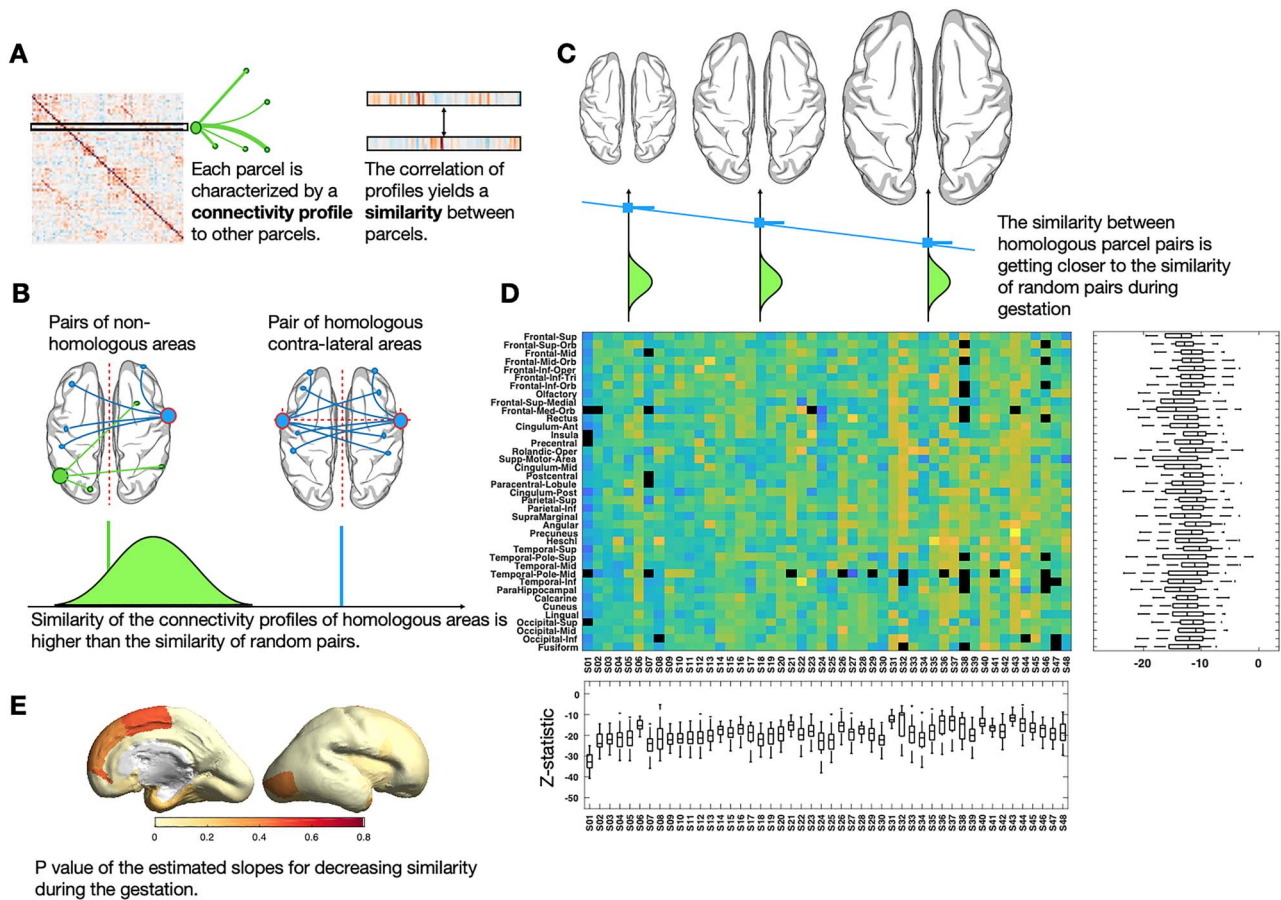 A
Each parcel is
characterized by a
connectivity profile
to other parcels.
The correlation of
profiles yields a
similarity between
parcels.
B
Pairs of non-
homologous areas
Pair of homologous
contra-lateral areas
Similarity of the connectivity profiles of homologous areas is
higher than the similarity of random pairs.
C
The similarity between
homologous parcel pairs is
getting closer to the similarity
of random pairs during
gestation
D
Frontal-Sup
Frontal-Sup-Orb
Frontal-Mid
Frontal-Mid-Orb
Frontal-Inf-Oper
Frontal-Inf-Tri
Frontal-Inf-Orb
Olfactory
Frontal-Sup-Medial
Frontal-Med-Orb
Rectus
Cingulum-Ant
Insula
Precentral
Rolandic-Oper
Supp-Motor-Area
Cingulum-Mid
Postcentral
Paracentral-Lobule
Cingulum-Post
Parietal-Sup
Parietal-Inf
SupraMarginal
Angular
Precuneus
Heschl
Temporal-Sup
Temporal-Pole-Sup
Temporal-Mid
Temporal-Pole-Mid
Temporal-Inf
ParaHippocampal
Calcarine
Cuneus
Lingual
Occipital-Sup
Occipital-Mid
Occipital-Inf
Fusiform
S01 S02 S03 S04 S05 S06 S07 S08 S09 S10 S11 S12 S13 S14 S15 S16 S17 S18 S19 S20 S21 S22 S23 S24 S25 S26 S27 S28 S29 S30 S31 S32 S33 S34 S35 S36 S37 S38 S39 S40 S41 S42 S43 S44 S45 S46 S47 S48
-20 -10 0
Z-statistic
0
-10
-20
-30
-40
-50
S01 S02 S03 S04 S05 S06 S07 S08 S09 S10 S11 S12 S13 S14 S15 S16 S17 S18 S19 S20 S21 S22 S23 S24 S25 S26 S27 S28 S29 S30 S31 S32 S33 S34 S35 S36 S37 S38 S39 S40 S41 S42 S43 S44 S45 S46 S47 S48
E
0 0.2 0.4 0.6 0.8
P value of the estimated slopes for decreasing similarity
during the gestation.